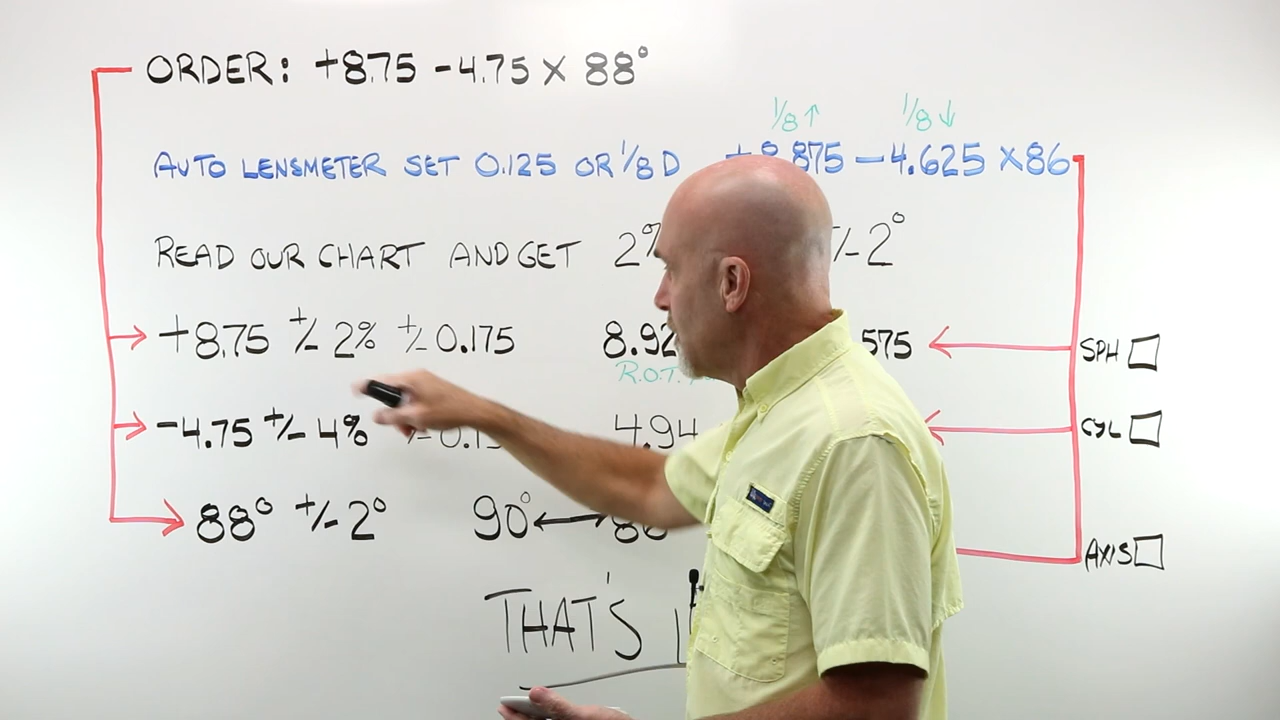 ORDER: +8.75 -4.75 X 88°
1/8↑ 1/8↓
AUTO LENSMETER SET 0.125 OR 1/8 D .875 -4.625 X86
READ OUR CHART AND GET 2% /-2°
+8.75 +/- 2% +/- 0.175 8.92 575 SPH
R.O.T.
-4.75 +/- 4% 4.94 CYL
88° +/- 2° 90° ↔ AXIS
THAT'S